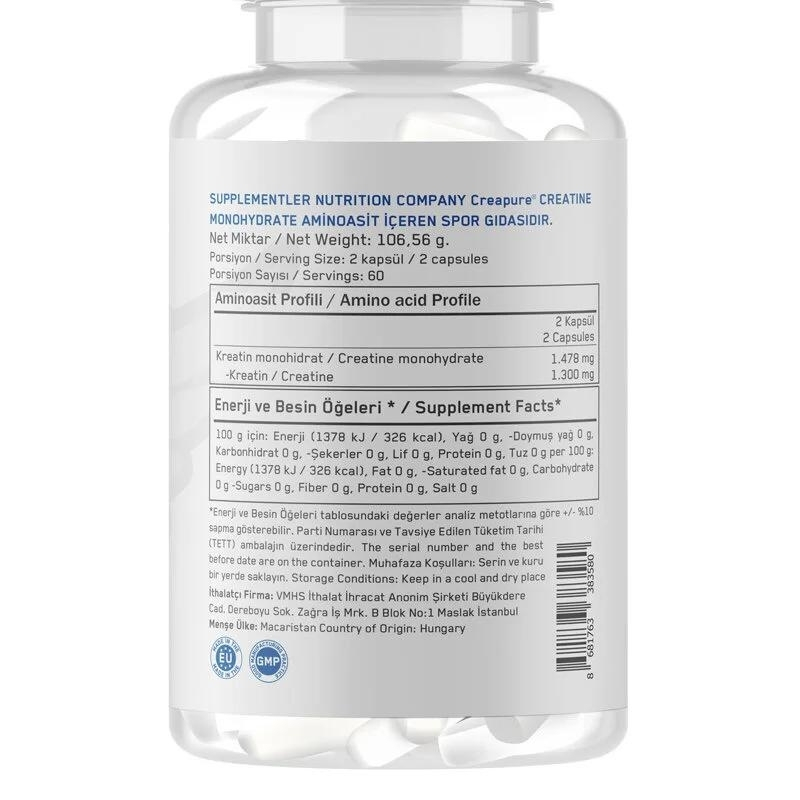 SUPPLEMENTLER NUTRITION COMPANY Creapure® CREATINE
MONOHYDRATE AMİNOASİT İÇEREN SPOR GIDASIDIR.
Net Miktar / Net Weight: 106,56 g.
Porsiyon / Serving Size: 2 kapsül / 2 capsules
Porsiyon Sayısı / Servings: 60
Aminoasit Profili / Amino acid Profile
2 Kapsül
2 Capsules
Kreatin monohidrat / Creatine monohydrate 1.478 mg
-Kreatin / Creatine 1.300 mg
Enerji ve Besin Öğeleri * / Supplement Facts*
100 g için: Enerji (1378 kJ / 326 kcal), Yağ 0 g, -Doymuş yağ 0 g,
Karbonhidrat 0 g, -Şekerler 0 g, Lif 0 g, Protein 0 g, Tuz 0 g per 100 g:
Energy (1378 kJ / 326 kcal), Fat 0 g, -Saturated fat 0 g, Carbohydrate
0 g -Sugars 0 g, Fiber 0 g, Protein 0 g, Salt 0 g
*Enerji ve Besin Öğeleri tablosundaki değerler analiz metotlarına göre +/- %10
sapma gösterebilir. Parti Numarası ve Tavsiye Edilen Tüketim Tarihi
(TETT) ambalajın üzerindedir. The serial number and the best
before date are on the container. Muhafaza Koşulları: Serin ve kuru
bir yerde saklayın. Storage Conditions: Keep in a cool and dry place
İthalatçı Firma: VMHS İthalat İhracat Anonim Şirketi Büyükdere
Cad. Dereboyu Sok. Zağra İş Mrk. B Blok No:1 Maslak İstanbul
Menşe Ülke: Macaristan Country of Origin: Hungary
MADE IN THE EU MADE IN THE
GOOD MANUFACTURING PRACTICE GMP
8 681763 383580